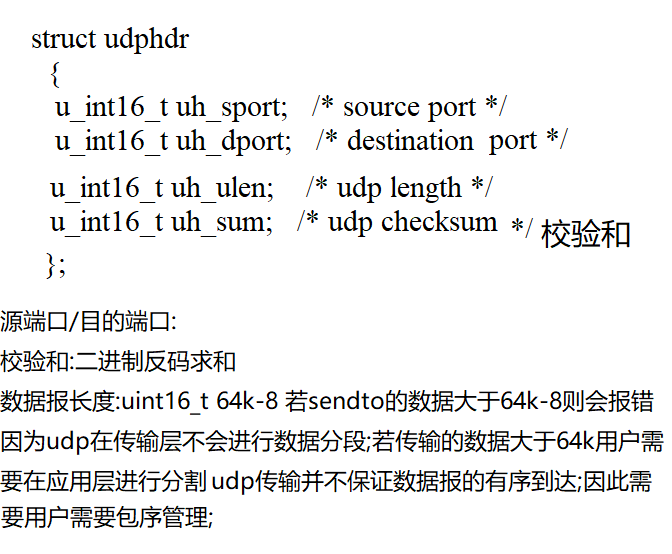 struct udphdr
{
u_int16_t uh_sport; /* source port */
u_int16_t uh_dport; /* destination port */
u_int16_t uh_ulen; /* udp length */
u_int16_t uh_sum; /* udp checksum */ 校验和
};
源端口/目的端口:
校验和:二进制反码求和
数据报长度:uint16_t 64k-8 若sendto的数据大于64k-8则会报错
因为udp在传输层不会进行数据分段;若传输的数据大于64k用户需
要在应用层进行分割 udp传输并不保证数据报的有序到达;因此需
要用户需要包序管理;